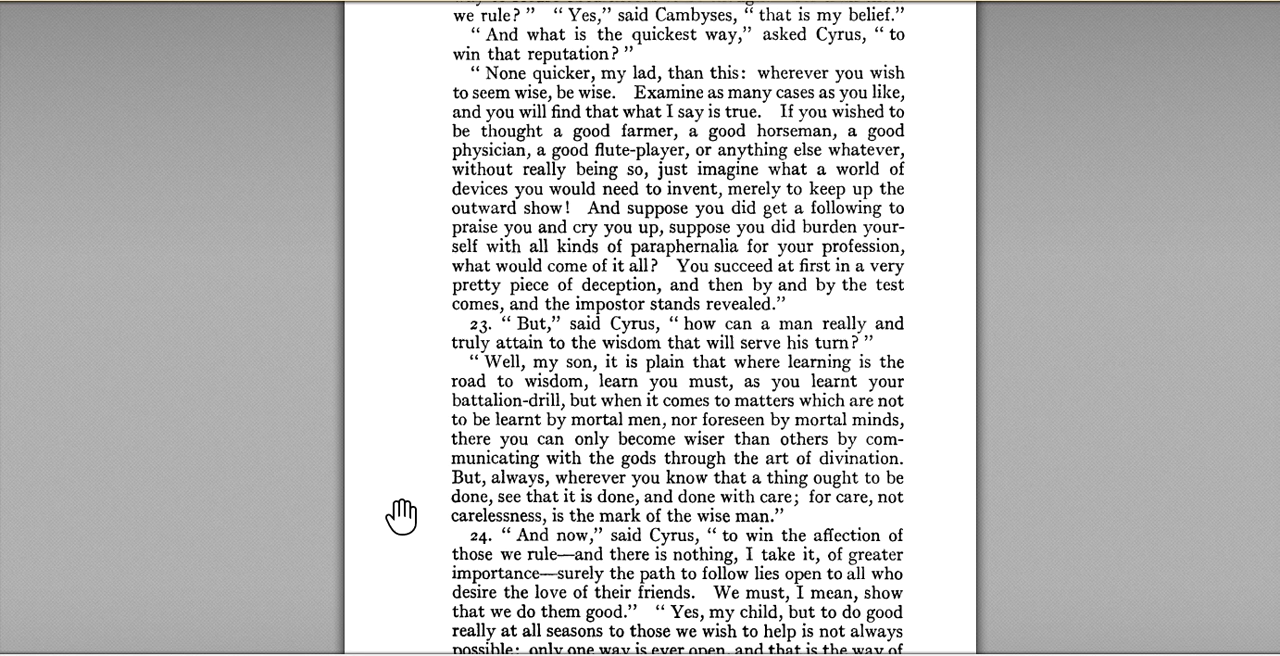 we rule? ” “ Yes,” said Cambyses, “ that is my belief.”
“ And what is the quickest way,” asked Cyrus, “ to
win that reputation? ”
“ None quicker, my lad, than this: wherever you wish
to seem wise, be wise. Examine as many cases as you like,
and you will find that what I say is true. If you wished to
be thought a good farmer, a good horseman, a good
physician, a good flute-player, or anything else whatever,
without really being so, just imagine what a world of
devices you would need to invent, merely to keep up the
outward show! And suppose you did get a following to
praise you and cry you up, suppose you did burden your-
self with all kinds of paraphernalia for your profession,
what would come of it all? You succeed at first in a very
pretty piece of deception, and then by and by the test
comes, and the impostor stands revealed.”
23. “ But,” said Cyrus, “ how can a man really and
truly attain to the wisdom that will serve his turn? ”
“ Well, my son, it is plain that where learning is the
road to wisdom, learn you must, as you learnt your
battalion-drill, but when it comes to matters which are not
to be learnt by mortal men, nor foreseen by mortal minds,
there you can only become wiser than others by com-
municating with the gods through the art of divination.
But, always, wherever you know that a thing ought to be
done, see that it is done, and done with care; for care, not
carelessness, is the mark of the wise man.”
24. “ And now,” said Cyrus, “ to win the affection of
those we rule—and there is nothing, I take it, of greater
importance—surely the path to follow lies open to all who
desire the love of their friends. We must, I mean, show
that we do them good.” “ Yes, my child, but to do good
really at all seasons to those we wish to help is not always
possible: only one way is ever open, and that is the way of